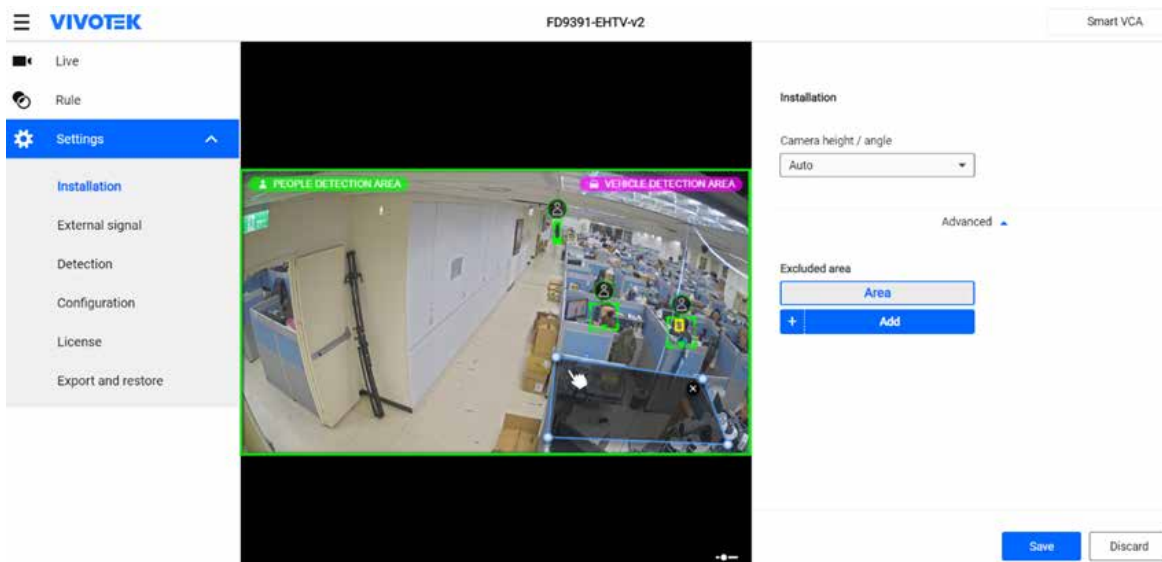 VIVOTEK
FD9391-EHTV-v2
Smart VCA
Live
Rule
Settings
Installation
External signal
Detection
Configuration
License
Export and restore
PEOPLE DETECTION AREA
VEHICLE DETECTION AREA
Installation
Camera height / angle
Auto
Advanced
Excluded area
Area
+ Add
Save
Discard